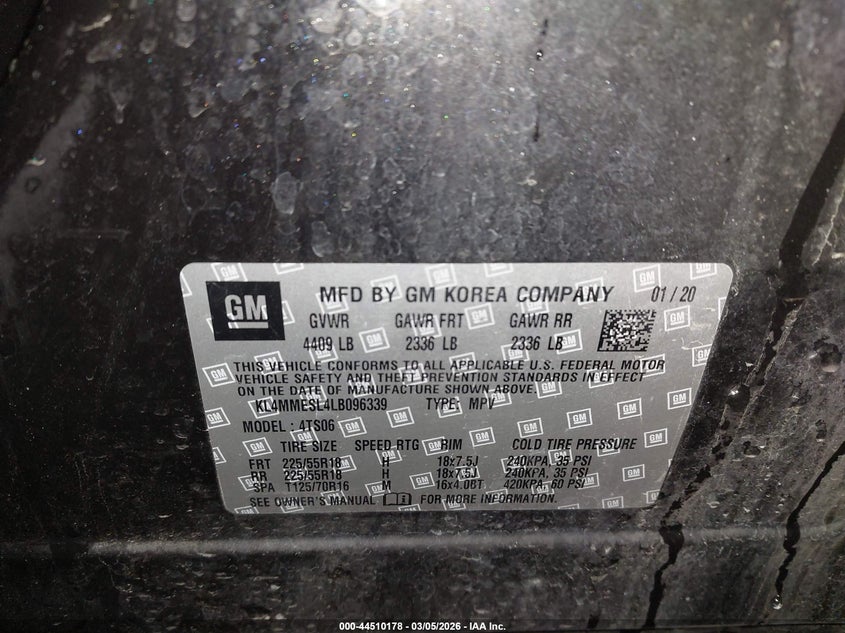 GM MFD BY GM KOREA COMPANY 01 / 20
GVWR GAWR FRT GAWR RR
4409 LB 2336 LB 2336 LB
THIS VEHICLE CONFORMS TO ALL APPLICABLE U.S. FEDERAL MOTOR
VEHICLE SAFETY AND THEFT PREVENTION STANDARDS IN EFFECT
ON THE DATE OF MANUFACTURE SHOWN ABOVE.
KL4MMESL4LB096339 TYPE: MPV
MODEL : 4TS06
TIRE SIZE SPEED RTG RIM COLD TIRE PRESSURE
FRT 225/55R18 H 18x7.5J 240KPA, 35 PSI
RR 225/55R18 H 18x7.5J 240KPA, 35 PSI
SPA T125/70R16 M 16x4.0BT 420KPA, 60 PSI
SEE OWNER'S MANUAL FOR MORE INFORMATION.
000-44510178 - 03/05/2026 - IAA Inc.